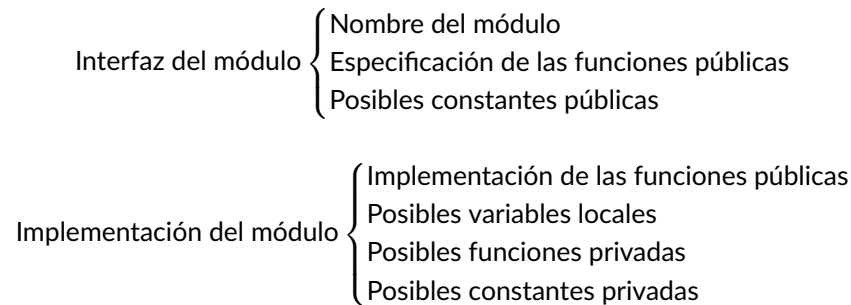 Interfaz del módulo
Nombre del módulo
Especificación de las funciones públicas
Posibles constantes públicas
Implementación del módulo
Implementación de las funciones públicas
Posibles variables locales
Posibles funciones privadas
Posibles constantes privadas